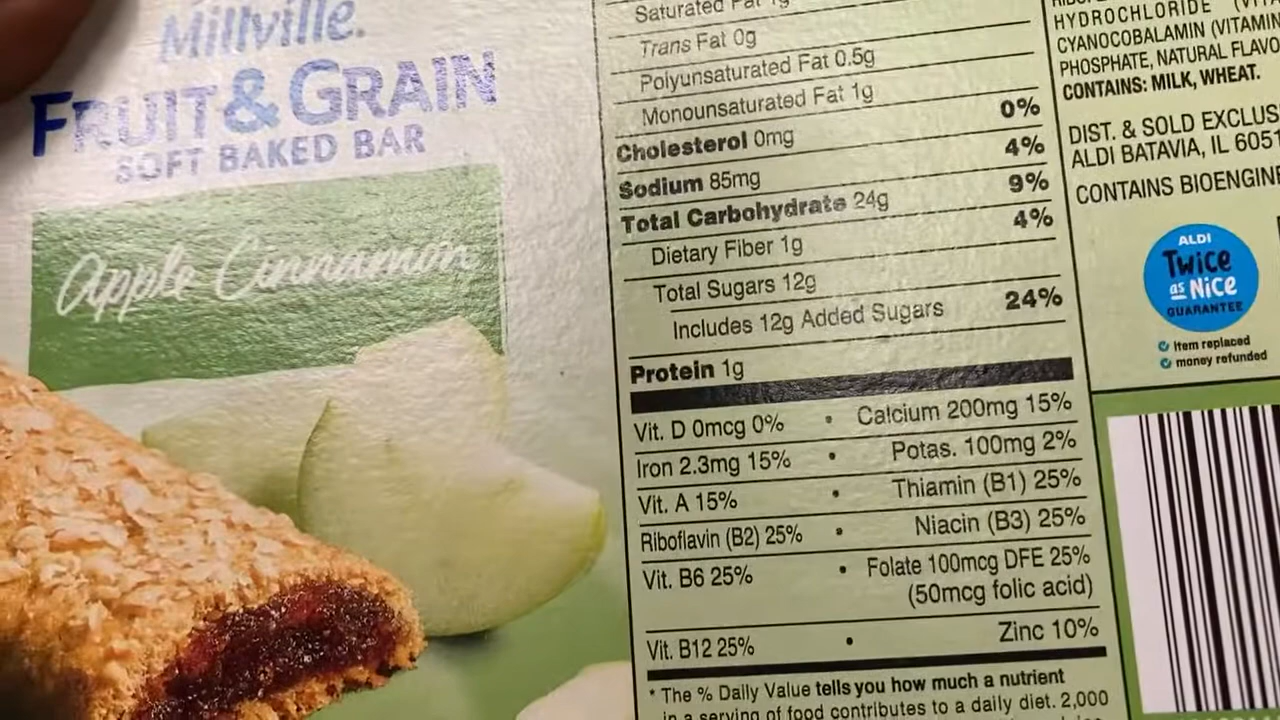 Millville.
FRUIT & GRAIN
SOFT BAKED BAR
Apple Cinnamon
Saturated Fat 1g
Trans Fat 0g
Polyunsaturated Fat 0.5g
Monounsaturated Fat 1g
Cholesterol 0mg 0%
Sodium 85mg 4%
Total Carbohydrate 24g 9%
Dietary Fiber 1g 4%
Total Sugars 12g
Includes 12g Added Sugars 24%
Protein 1g
Vit. D 0mcg 0% • Calcium 200mg 15%
Iron 2.3mg 15% • Potas. 100mg 2%
Vit. A 15% • Thiamin (B1) 25%
Riboflavin (B2) 25% • Niacin (B3) 25%
Vit. B6 25% • Folate 100mcg DFE 25%
(50mcg folic acid)
Vit. B12 25% • Zinc 10%
* The % Daily Value tells you how much a nutrient
in a serving of food contributes to a daily diet. 2,000
HYDROCHLORIDE
CYANOCOBALAMIN (VITAMIN
PHOSPHATE, NATURAL FLAVO
CONTAINS: MILK, WHEAT.
DIST. & SOLD EXCLUS
ALDI BATAVIA, IL 6051
CONTAINS BIOENGINE
ALDI
Twice
as Nice
GUARANTEE
Item replaced
money refunded